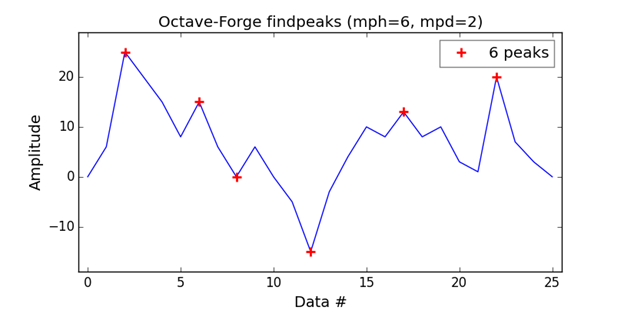 Octave-Forge findpeaks (mph=6, mpd=2)
6 peaks
Amplitude
20
10
0
−10
0 5 10 15 20 25
Data #